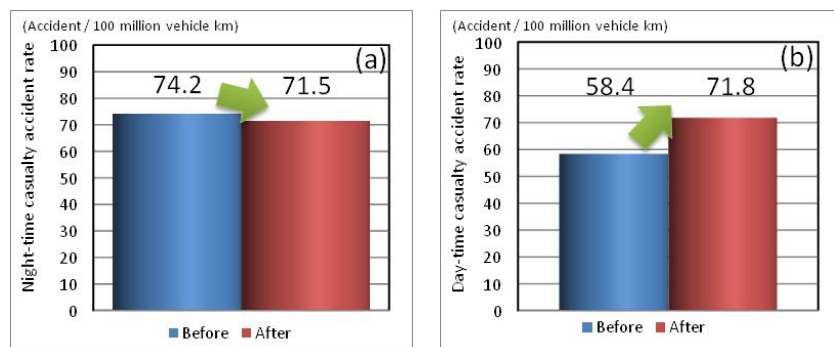 (Accident / 100 million vehicle km)
Night-time casualty accident rate
100
90
80
70
60
50
40
30
20
10
0
(a)
74.2
71.5
Before
After
(Accident / 100 million vehicle km)
Day-time casualty accident rate
100
90
80
70
60
50
40
30
20
10
0
(b)
58.4
71.8
Before
After